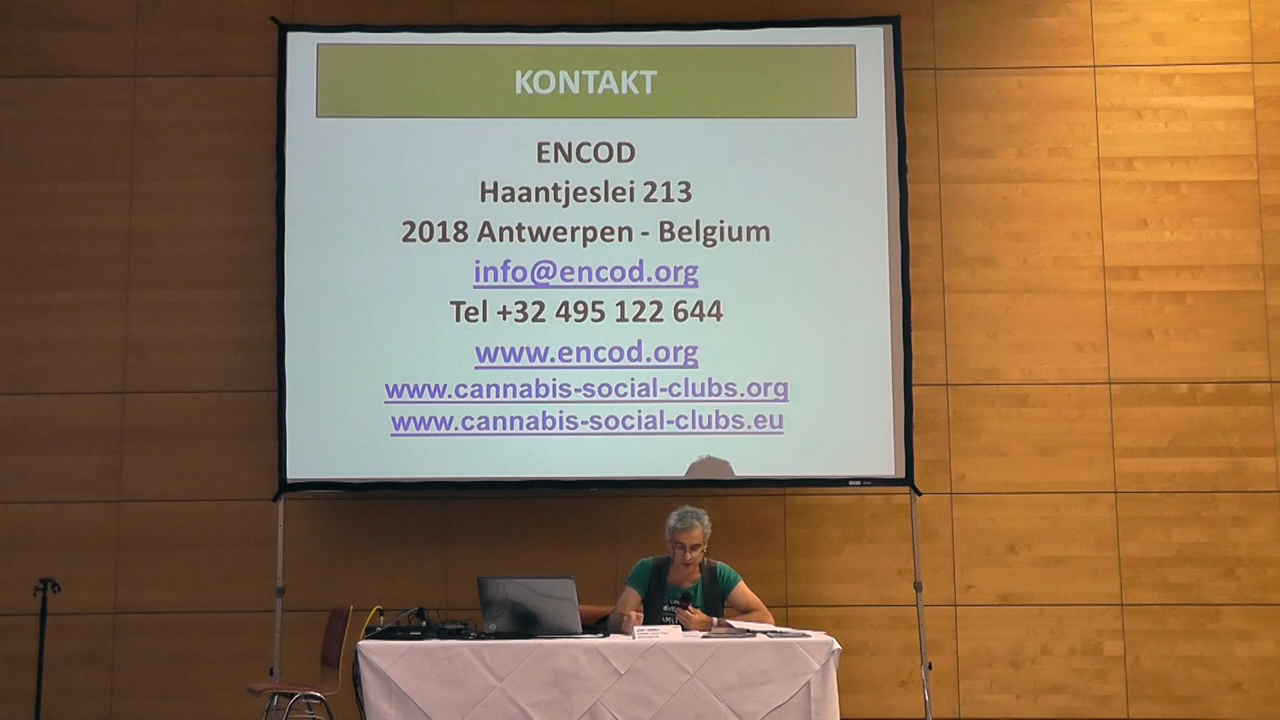 KONTAKT
ENCOD
Haantjeslei 213
2018 Antwerpen - Belgium
info@encod.org
Tel +32 495 122 644
www.encod.org
www.cannabis-social-clubs.org
www.cannabis-social-clubs.eu